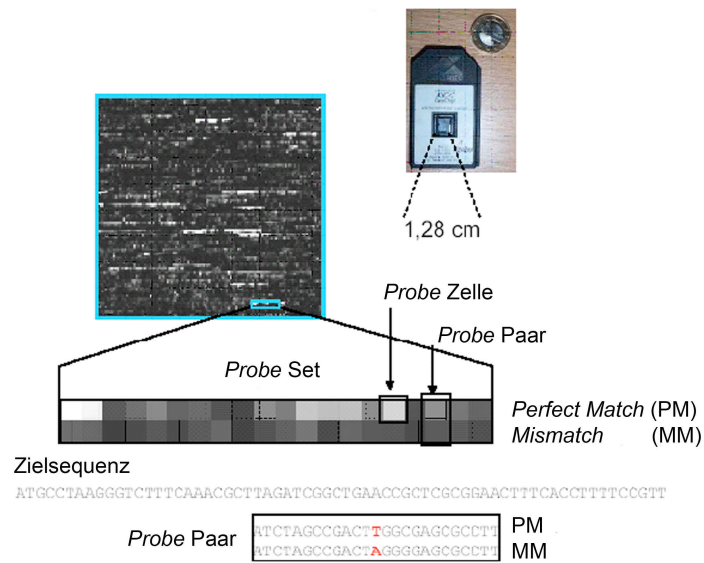 1,28 cm
Probe Zelle
Probe Paar
Probe Set
Perfect Match (PM)
Mismatch (MM)
Zielsequenz
ATGCCTAAGGGTCTTTCAAACGCTTAGATCGGCTGAACCGCTCGCGGAACTTTCACCTTTTCCGTT
Probe Paar
ATCTAGCCGACTTGGCGAGCGCCTT PM
ATCTAGCCGACTAGGGGAGCGCCTT MM